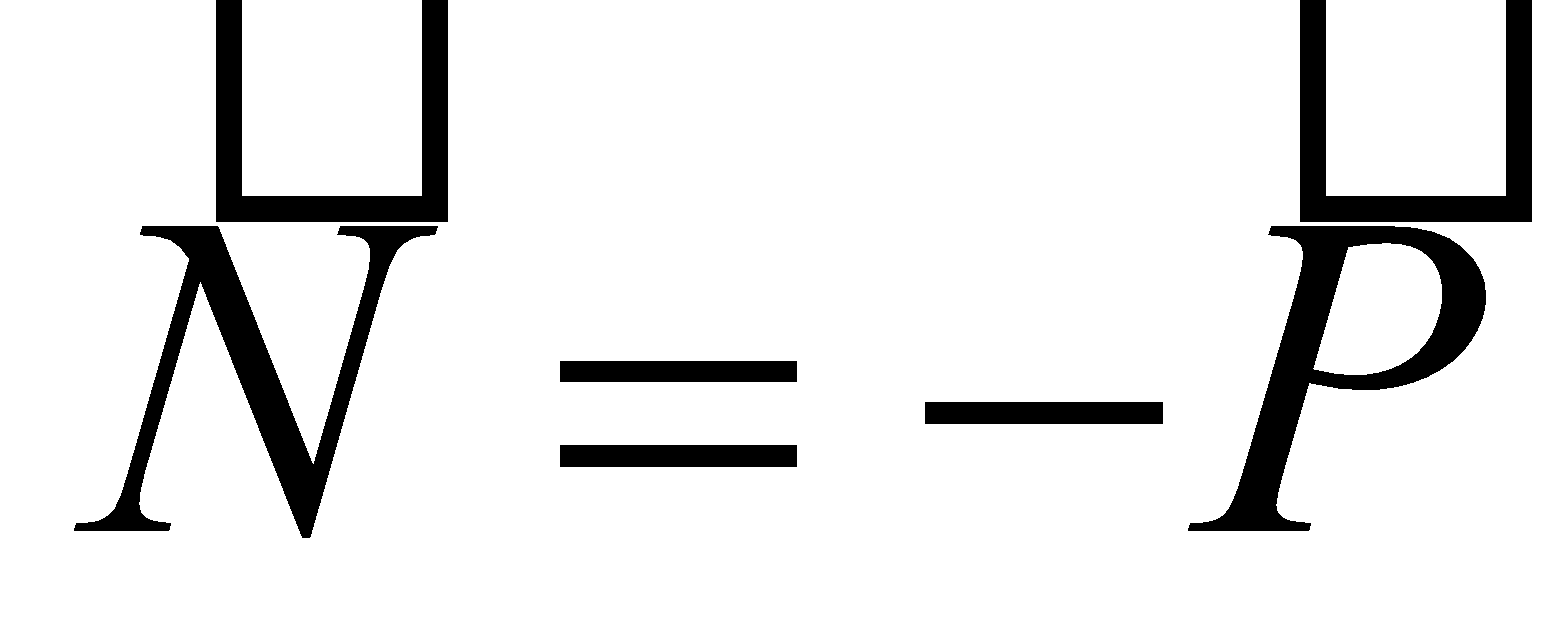 N = −P